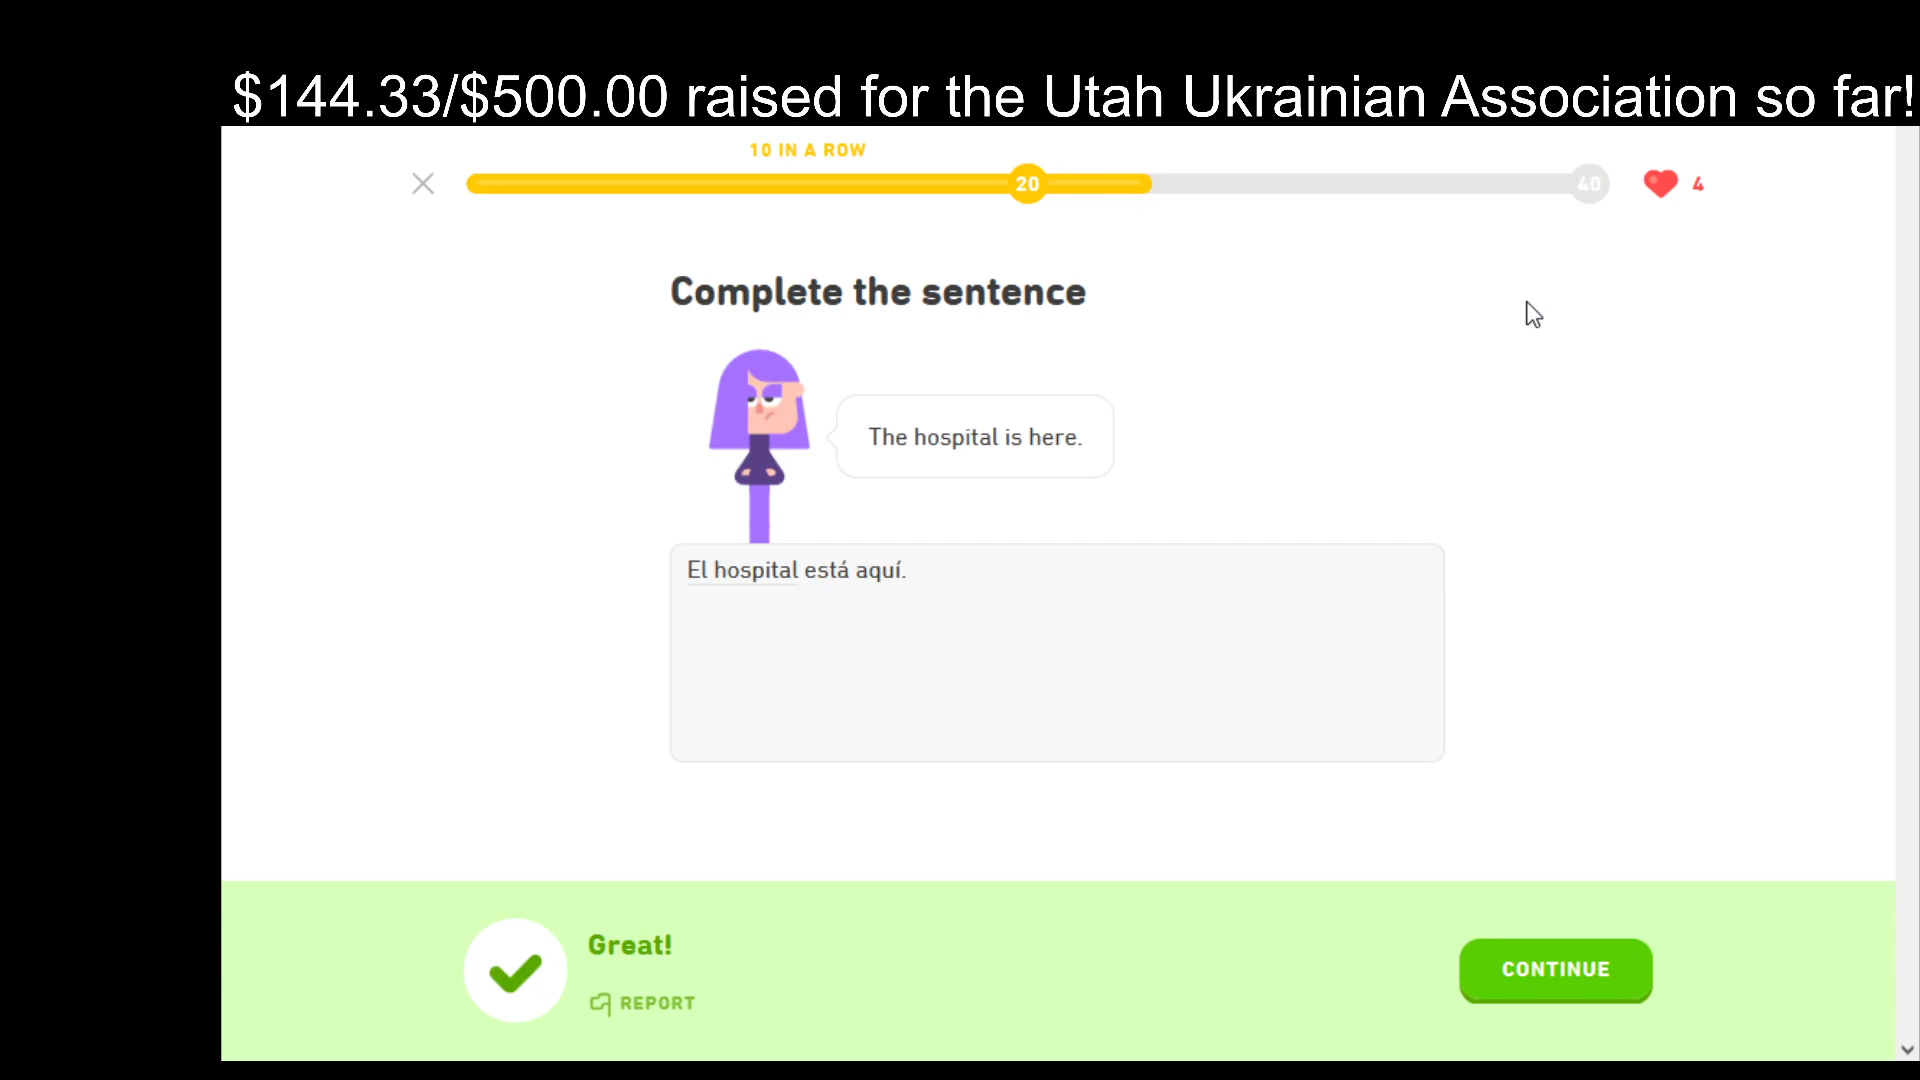 $144.33/$500.00 raised for the Utah Ukrainian Association so far!
10 IN A ROW
20
40
4
Complete the sentence
The hospital is here.
El hospital está aquí.
Great!
REPORT
CONTINUE